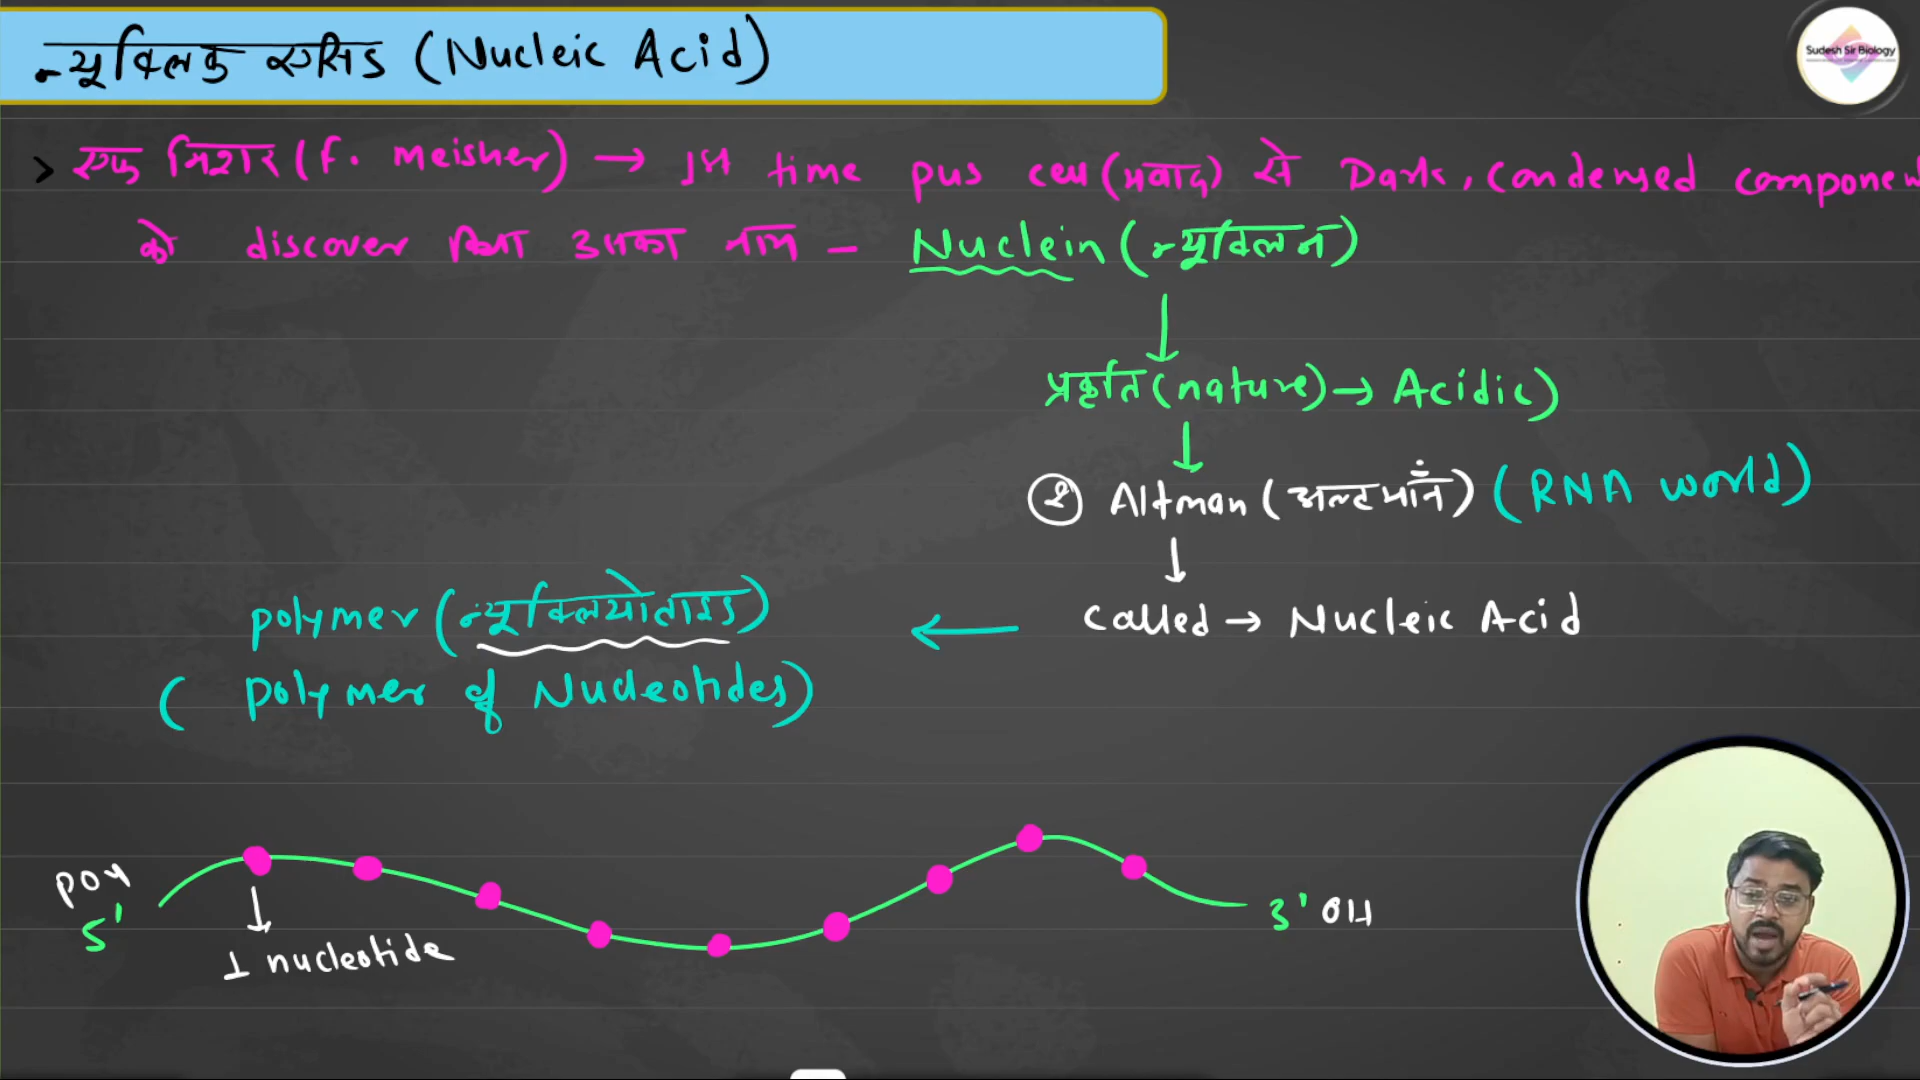 न्यूक्लिक एसिड (Nucleic Acid)
Sudesh Sir Biology
> एफ मिशर (f. meisher) → 1st time pus cell (मवाद) से Dark, condensed component
को discover किया उसका नाम – Nuclein (न्यूक्लिन)
प्रकृति (nature) → Acidic)
② Altman (अल्टमॉन) (RNA world)
called → Nucleic Acid
polymer (न्यूक्लियोटाइड)
( polymer of Nucleotides)
PO4
5'
1 nucleotide
3' OH